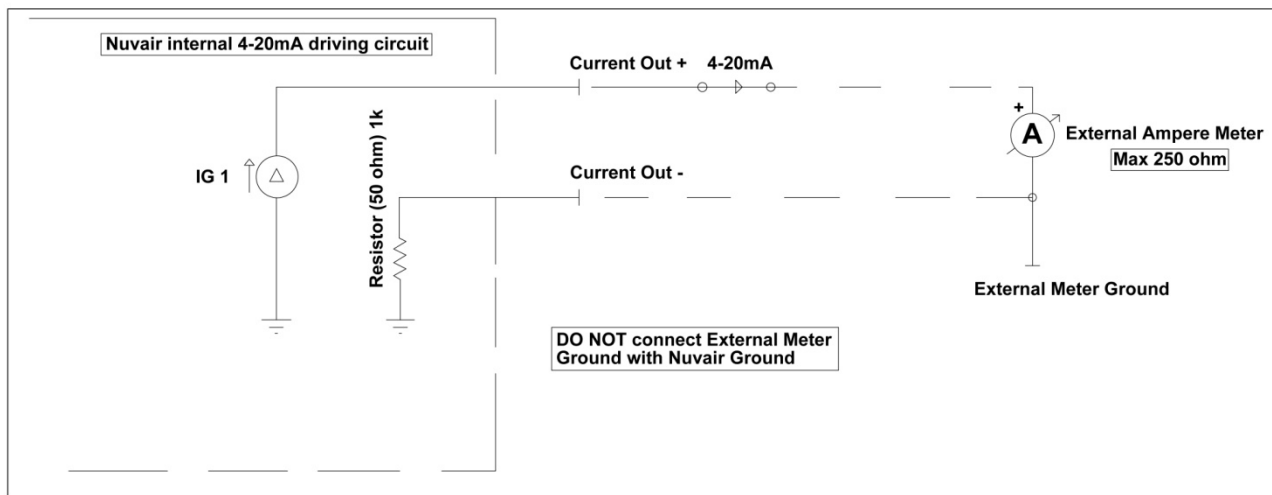 Nuvair internal 4-20mA driving circuit
Current Out + 4-20mA
+
A
External Ampere Meter
Max 250 ohm
IG 1
Resistor (50 ohm) 1k
Current Out -
External Meter Ground
DO NOT connect External Meter
Ground with Nuvair Ground